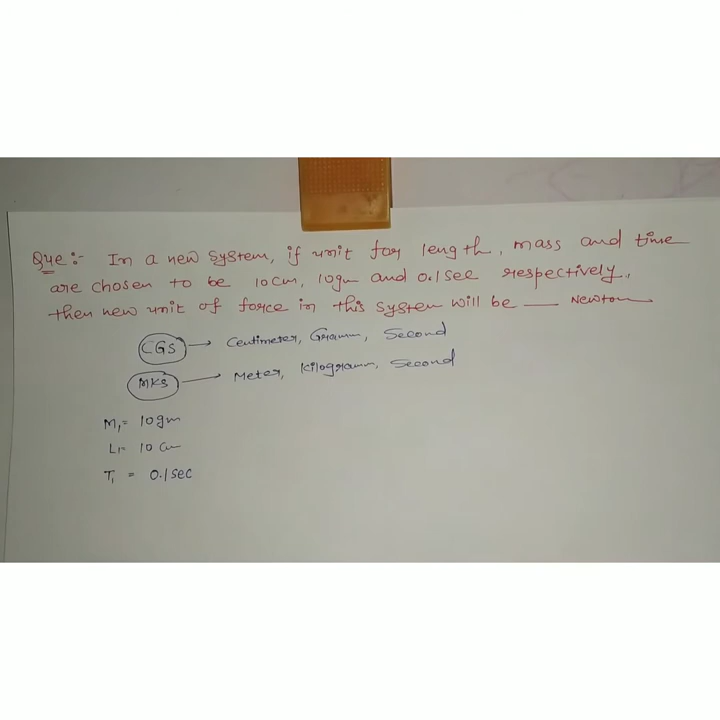 Que :- In a new system, if unit for length, mass and time
are chosen to be 10cm, 10gm and 0.1sec respectively,
then new unit of force in this system will be ___ Newton
CGS → Centimeter, Gramm, Second
MKS → Meter, Kilogramm, Second
M₁= 10gm
L₁= 10 cm
T₁ = 0.1sec